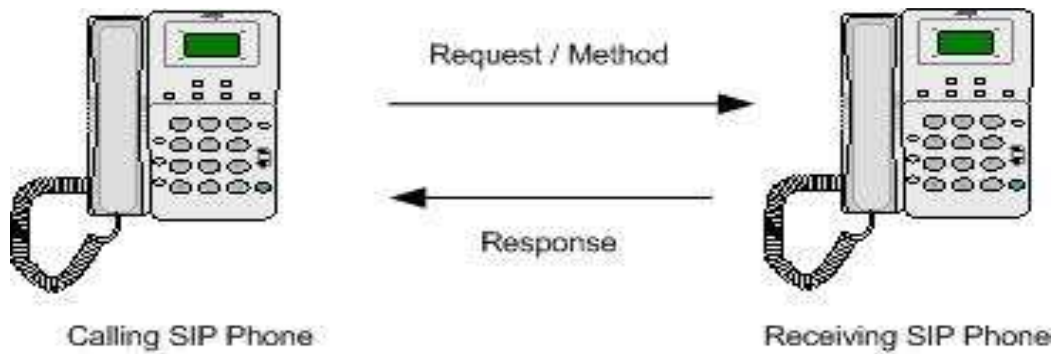 Request / Method
Response
Calling SIP Phone
Receiving SIP Phone